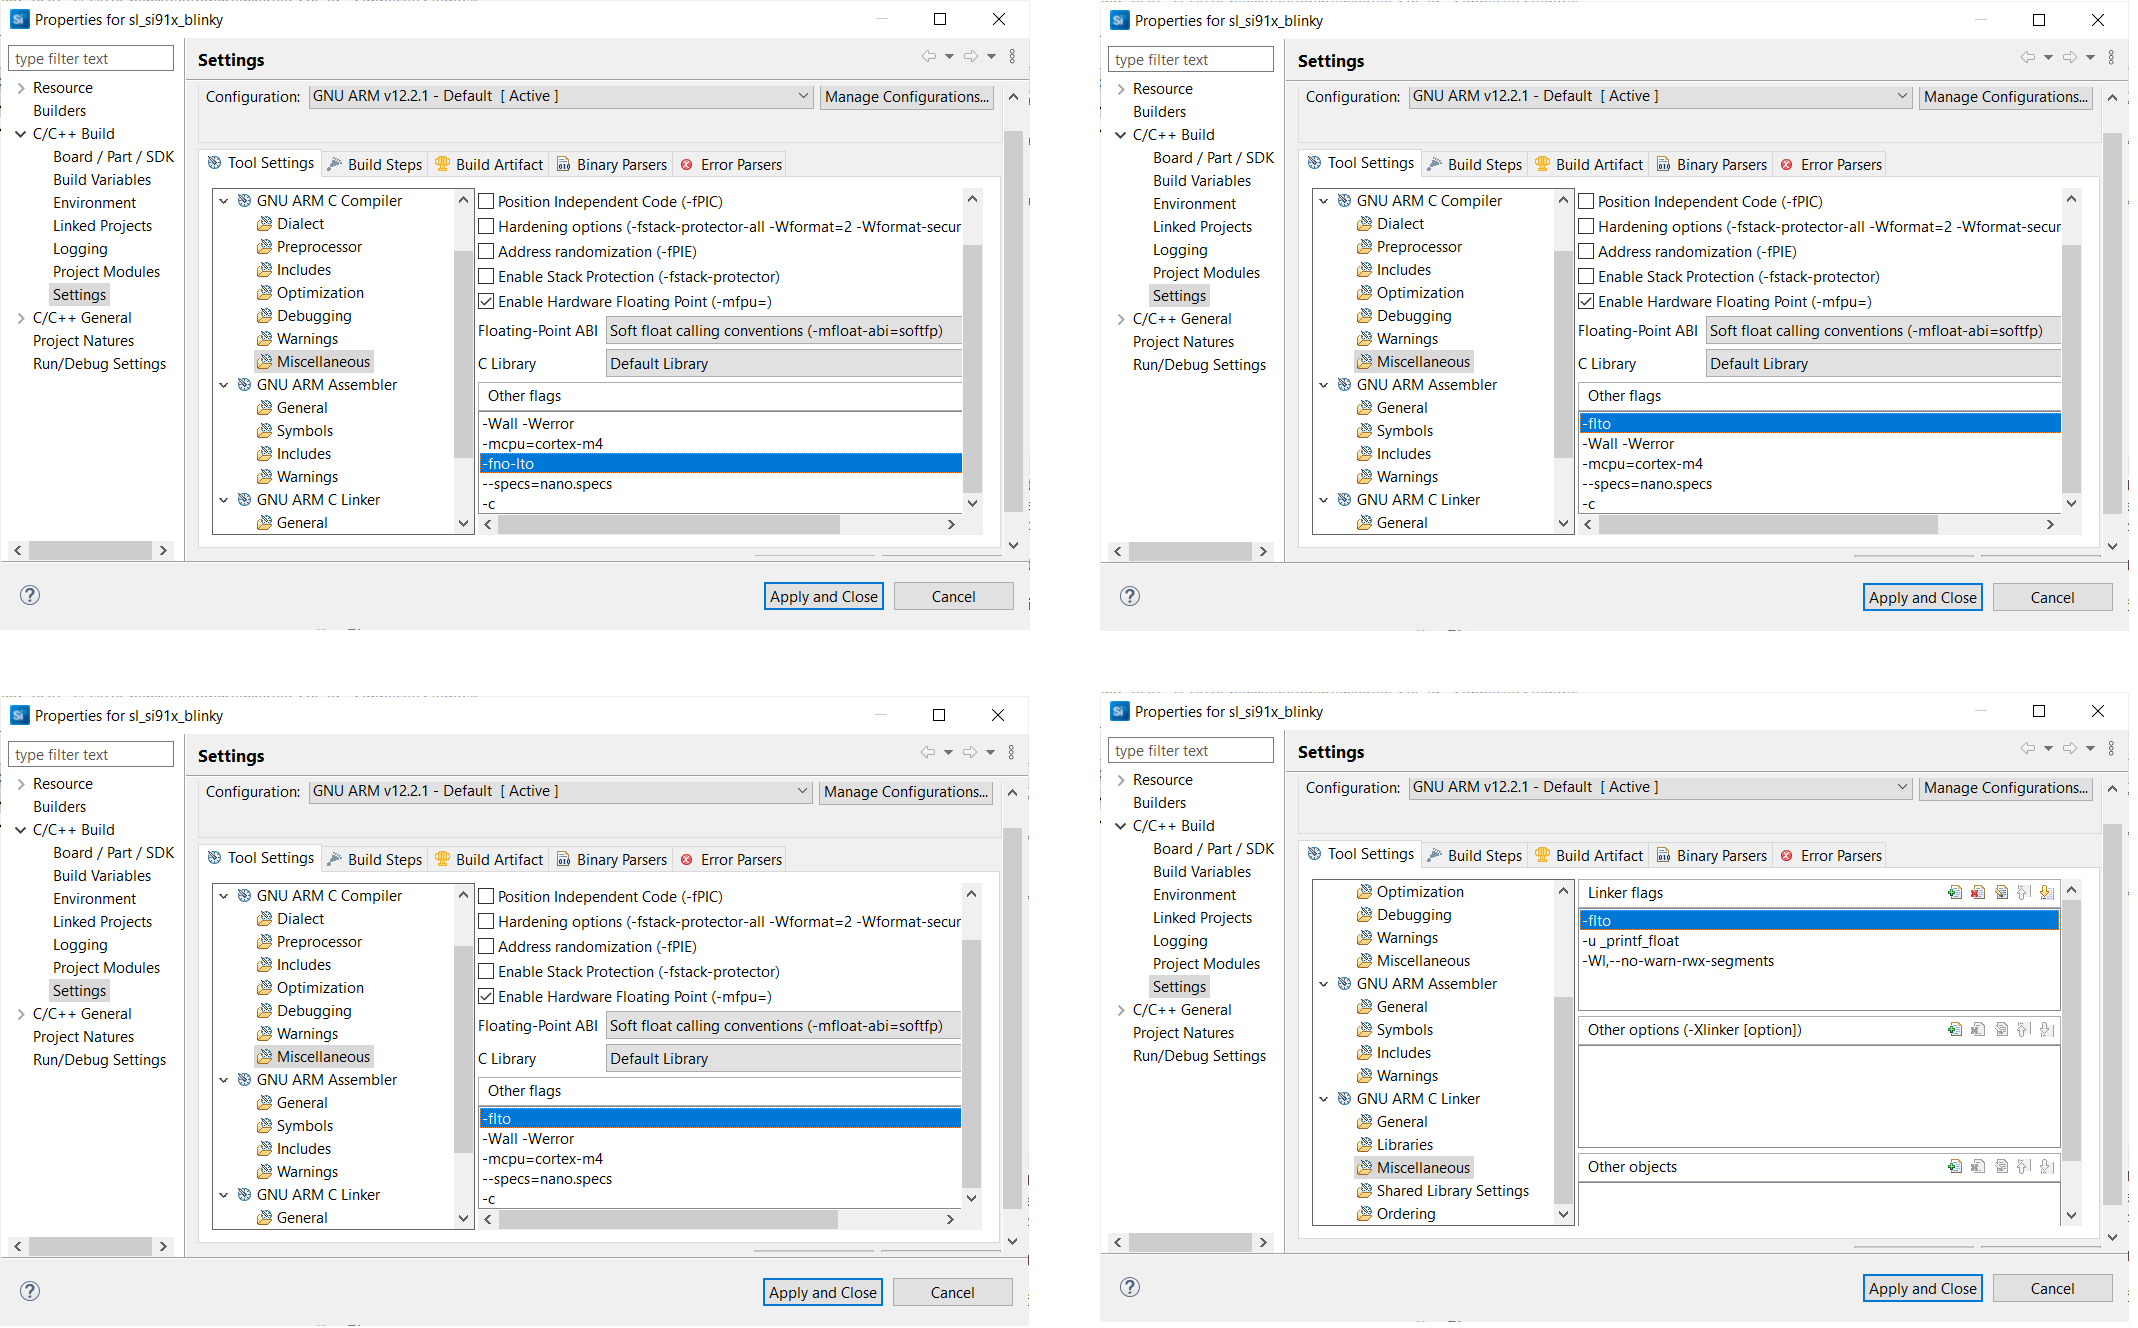 Properties for sl_si91x_blinky
type filter text
Resource
Builders
C/C++ Build
Board / Part / SDK
Build Variables
Environment
Linked Projects
Logging
Project Modules
Settings
C/C++ General
Project Natures
Run/Debug Settings
Settings
Configuration: GNU ARM v12.2.1 - Default [ Active ] Manage Configurations...
Tool Settings Build Steps Build Artifact Binary Parsers Error Parsers
GNU ARM C Compiler
Dialect
Preprocessor
Includes
Optimization
Debugging
Warnings
Miscellaneous
GNU ARM Assembler
General
Symbols
Includes
Warnings
GNU ARM C Linker
General
Position Independent Code (-fPIC)
Hardening options (-fstack-protector-all -Wformat=2 -Wformat-secur
Address randomization (-fPIE)
Enable Stack Protection (-fstack-protector)
Enable Hardware Floating Point (-mfpu=)
Floating-Point ABI Soft float calling conventions (-mfloat-abi=softfp)
C Library Default Library
Other flags
-Wall -Werror
-mcpu=cortex-m4
-fno-lto
--specs=nano.specs
-c
Apply and Close Cancel
Properties for sl_si91x_blinky
type filter text
Resource
Builders
C/C++ Build
Board / Part / SDK
Build Variables
Environment
Linked Projects
Logging
Project Modules
Settings
C/C++ General
Project Natures
Run/Debug Settings
Settings
Configuration: GNU ARM v12.2.1 - Default [ Active ] Manage Configurations...
Tool Settings Build Steps Build Artifact Binary Parsers Error Parsers
GNU ARM C Compiler
Dialect
Preprocessor
Includes
Optimization
Debugging
Warnings
Miscellaneous
GNU ARM Assembler
General
Symbols
Includes
Warnings
GNU ARM C Linker
General
Position Independent Code (-fPIC)
Hardening options (-fstack-protector-all -Wformat=2 -Wformat-secur
Address randomization (-fPIE)
Enable Stack Protection (-fstack-protector)
Enable Hardware Floating Point (-mfpu=)
Floating-Point ABI Soft float calling conventions (-mfloat-abi=softfp)
C Library Default Library
Other flags
-flto
-Wall -Werror
-mcpu=cortex-m4
--specs=nano.specs
-c
Apply and Close Cancel
Properties for sl_si91x_blinky
type filter text
Resource
Builders
C/C++ Build
Board / Part / SDK
Build Variables
Environment
Linked Projects
Logging
Project Modules
Settings
C/C++ General
Project Natures
Run/Debug Settings
Settings
Configuration: GNU ARM v12.2.1 - Default [ Active ] Manage Configurations...
Tool Settings Build Steps Build Artifact Binary Parsers Error Parsers
GNU ARM C Compiler
Dialect
Preprocessor
Includes
Optimization
Debugging
Warnings
Miscellaneous
GNU ARM Assembler
General
Symbols
Includes
Warnings
GNU ARM C Linker
General
Position Independent Code (-fPIC)
Hardening options (-fstack-protector-all -Wformat=2 -Wformat-secur
Address randomization (-fPIE)
Enable Stack Protection (-fstack-protector)
Enable Hardware Floating Point (-mfpu=)
Floating-Point ABI Soft float calling conventions (-mfloat-abi=softfp)
C Library Default Library
Other flags
-flto
-Wall -Werror
-mcpu=cortex-m4
--specs=nano.specs
-c
Apply and Close Cancel
Properties for sl_si91x_blinky
type filter text
Resource
Builders
C/C++ Build
Board / Part / SDK
Build Variables
Environment
Linked Projects
Logging
Project Modules
Settings
C/C++ General
Project Natures
Run/Debug Settings
Settings
Configuration: GNU ARM v12.2.1 - Default [ Active ] Manage Configurations...
Tool Settings Build Steps Build Artifact Binary Parsers Error Parsers
Optimization
Debugging
Warnings
Miscellaneous
GNU ARM Assembler
General
Symbols
Includes
Warnings
GNU ARM C Linker
General
Libraries
Miscellaneous
Shared Library Settings
Ordering
Linker flags
-flto
-u _printf_float
-Wl,--no-warn-rwx-segments
Other options (-Xlinker [option])
Other objects
Apply and Close Cancel